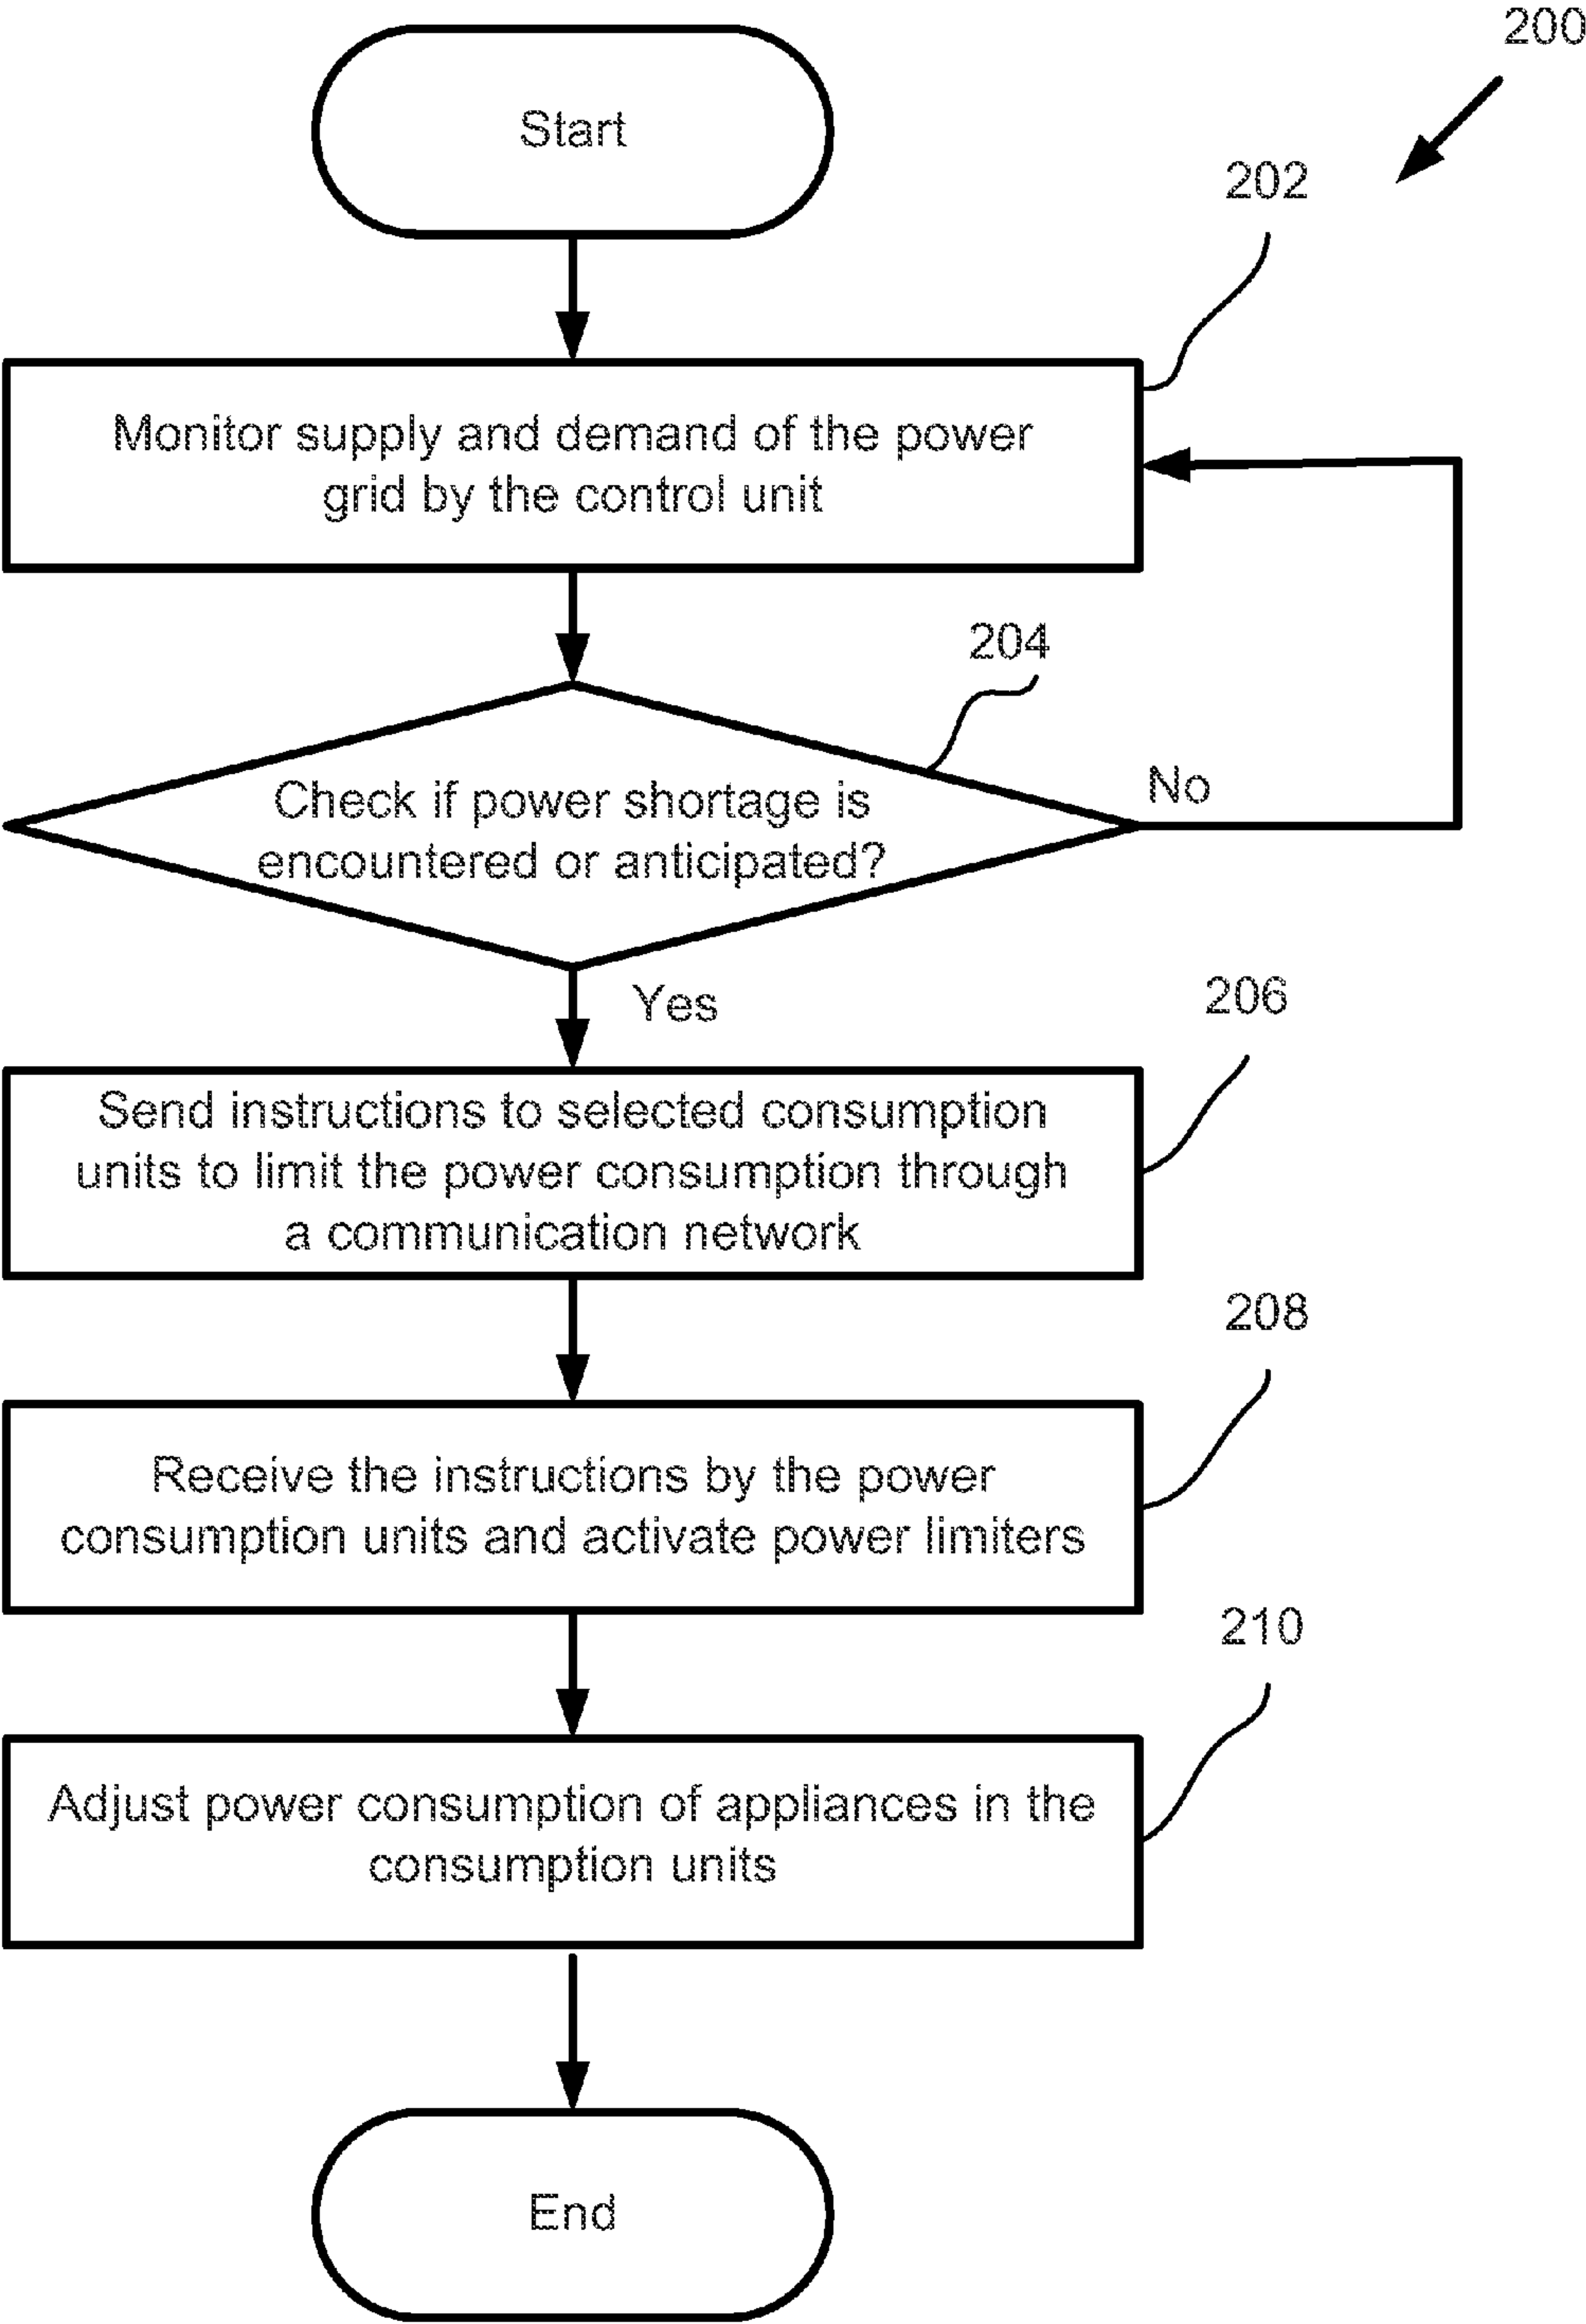 200
Start
202
Monitor supply and demand of the power
grid by the control unit
204
Check if power shortage is
encountered or anticipated?
No
Yes
206
Send instructions to selected consumption
units to limit the power consumption through
a communication network
208
Receive the instructions by the power
consumption units and activate power limiters
210
Adjust power consumption of appliances in the
consumption units
End